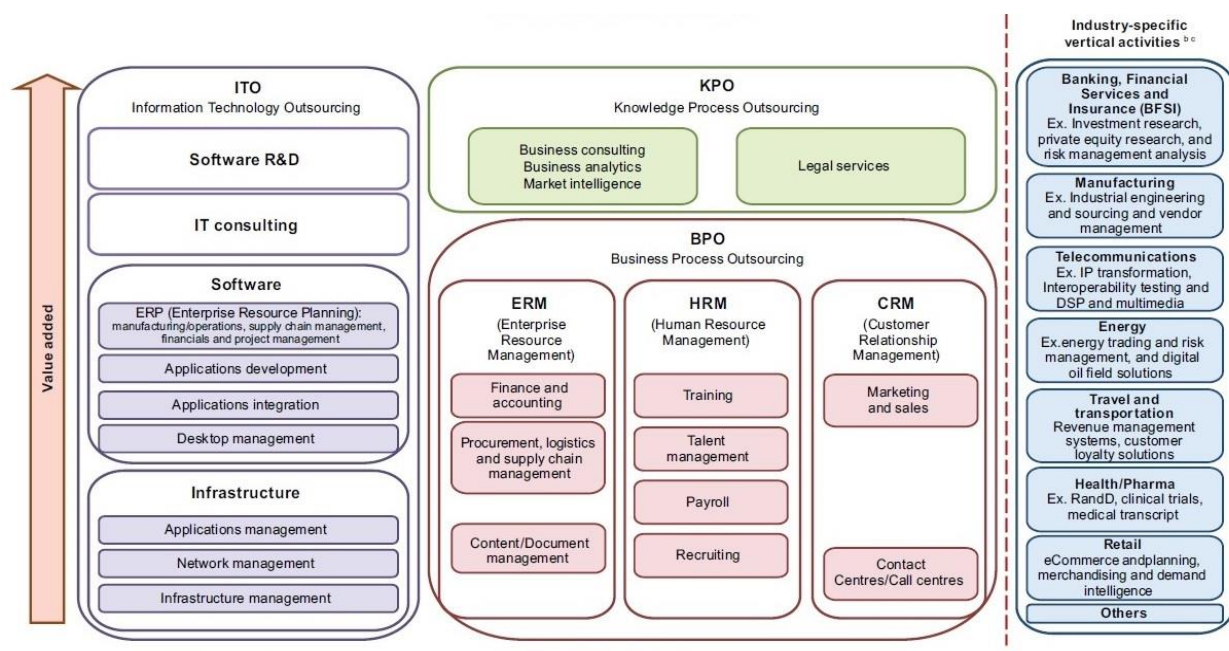 Industry-specific
vertical activities b c
Value added
ITO
Information Technology Outsourcing
Software R&D
IT consulting
Software
ERP (Enterprise Resource Planning):
manufacturing/operations, supply chain management,
financials and project management
Applications development
Applications integration
Desktop management
Infrastructure
Applications management
Network management
Infrastructure management
KPO
Knowledge Process Outsourcing
Business consulting
Business analytics
Market intelligence
Legal services
BPO
Business Process Outsourcing
ERM
(Enterprise
Resource
Management)
Finance and
accounting
Procurement, logistics
and supply chain
management
Content/Document
management
HRM
(Human Resource
Management)
Training
Talent
management
Payroll
Recruiting
CRM
(Customer
Relationship
Management)
Marketing
and sales
Contact
Centres/Call centres
Banking, Financial
Services and
Insurance (BFSI)
Ex. Investment research,
private equity research, and
risk management analysis
Manufacturing
Ex. Industrial engineering
and sourcing and vendor
management
Telecommunications
Ex. IP transformation,
Interoperability testing and
DSP and multimedia
Energy
Ex.energy trading and risk
management, and digital
oil field solutions
Travel and
transportation
Revenue management
systems, customer
loyalty solutions
Health/Pharma
Ex. RandD, clinical trials,
medical transcript
Retail
eCommerce andplanning,
merchandising and demand
intelligence
Others